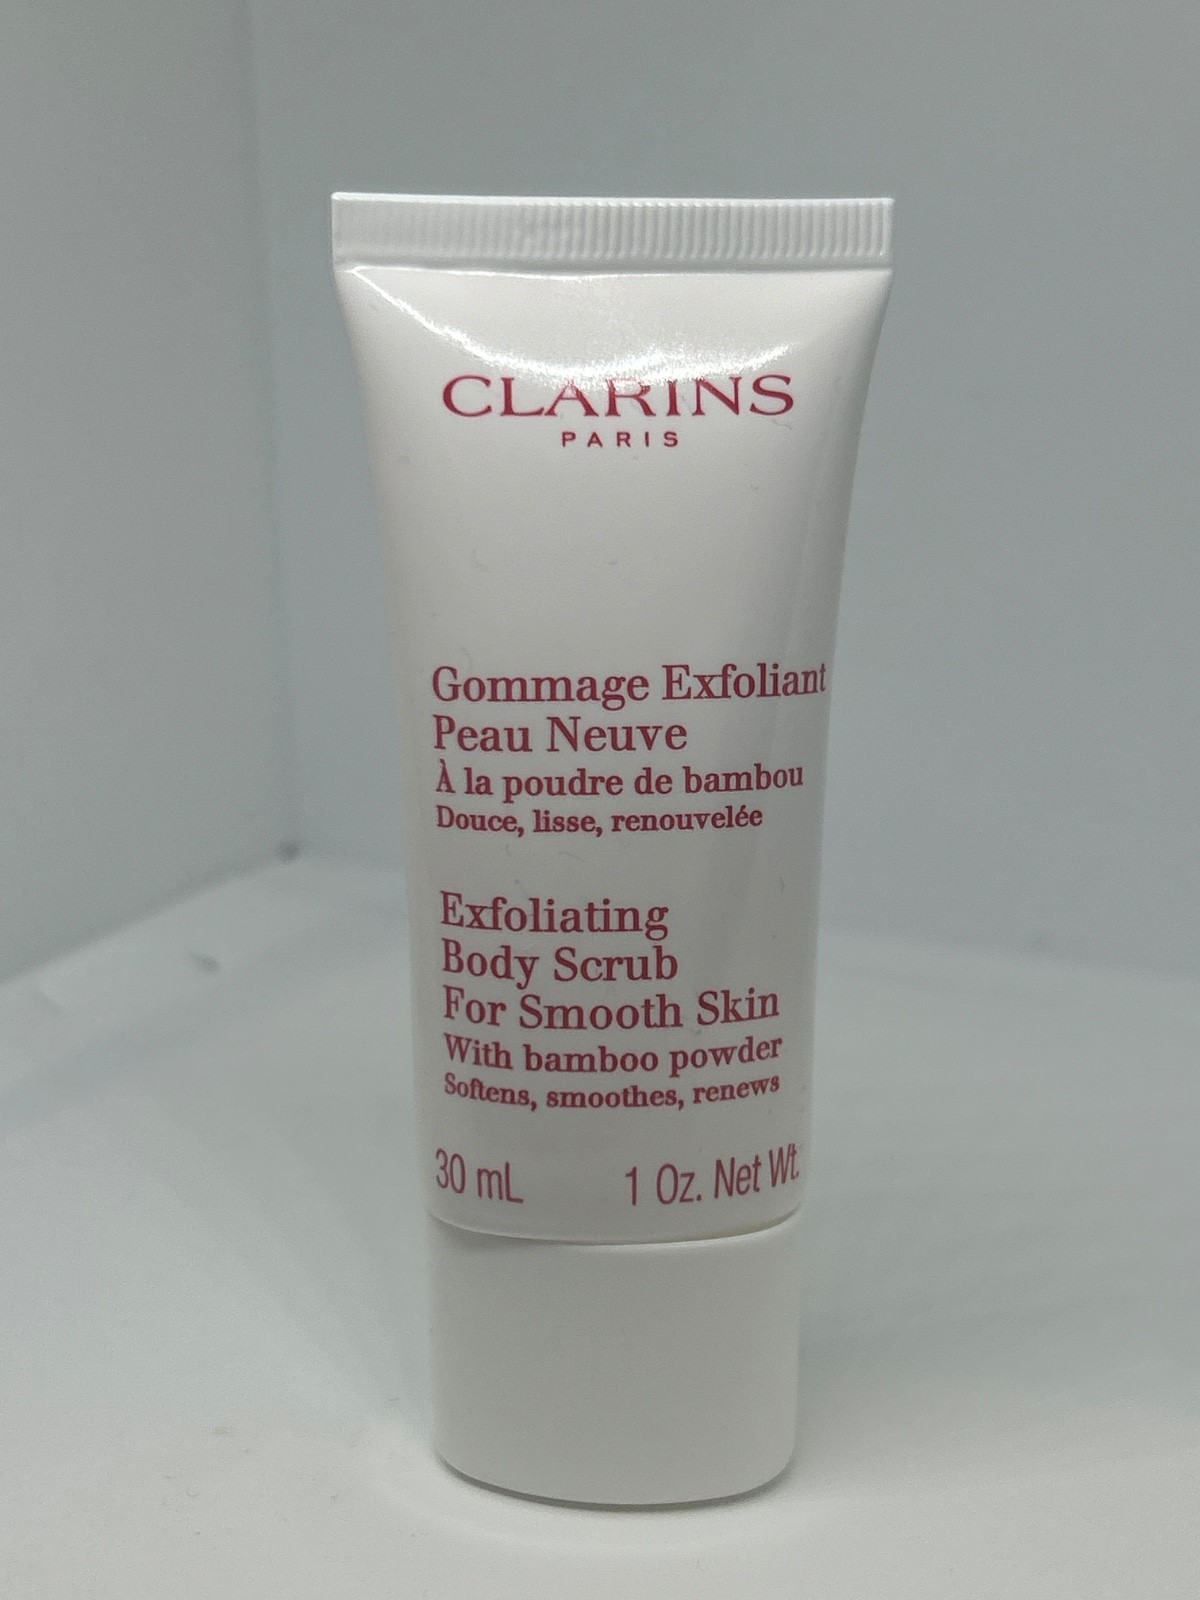 CLARINS
PARIS
Gommage Exfoliant
Peau Neuve
À la poudre de bambou
Douce, lisse, renouvelée
Exfoliating
Body Scrub
For Smooth Skin
With bamboo powder
Softens, smoothes, renews
30 mL 1 Oz. Net Wt.